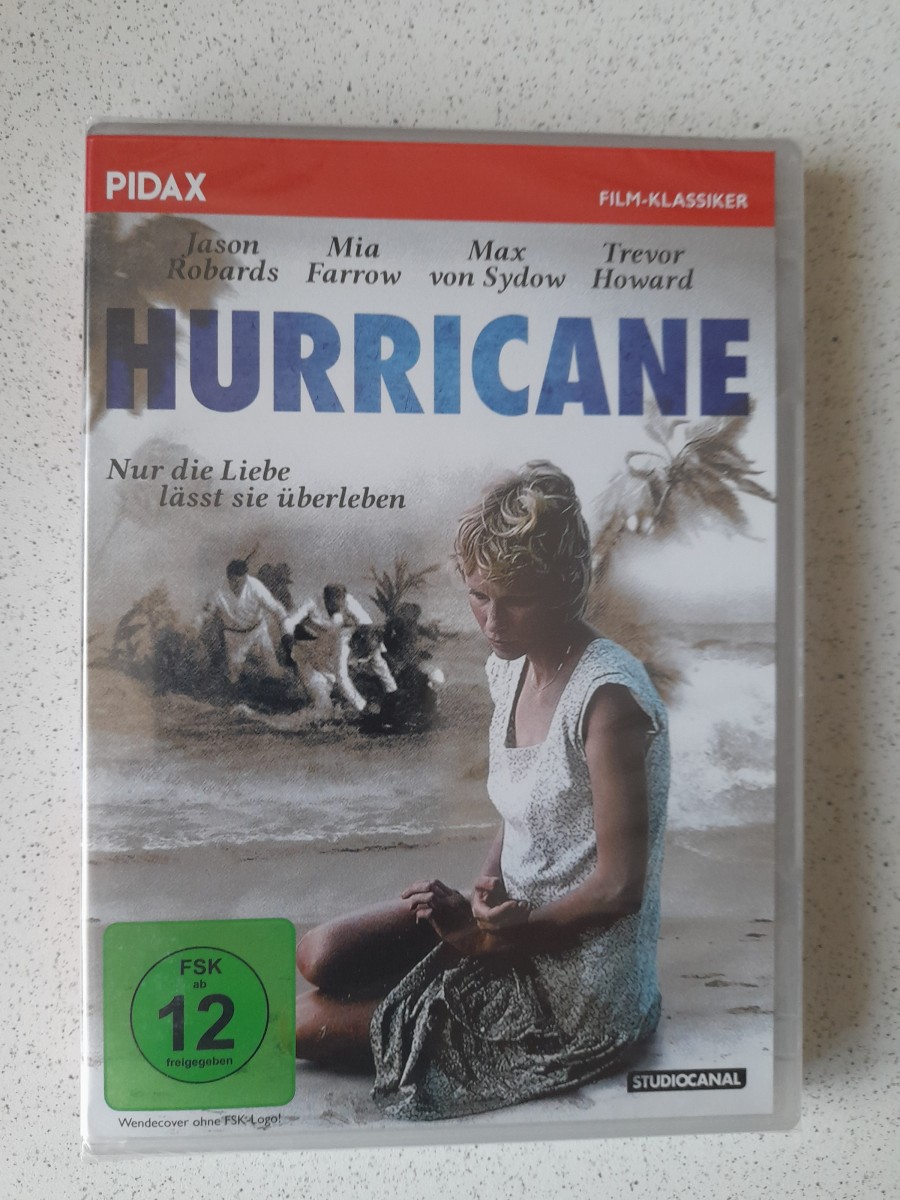 PIDAX
FILM-KLASSIKER
Jason Robards
Mia Farrow
Max von Sydow
Trevor Howard
HURRICANE
Nur die Liebe
lässt sie überleben
FSK
ab
12
freigegeben
STUDIOCANAL
Wendecover ohne FSK-Logo!